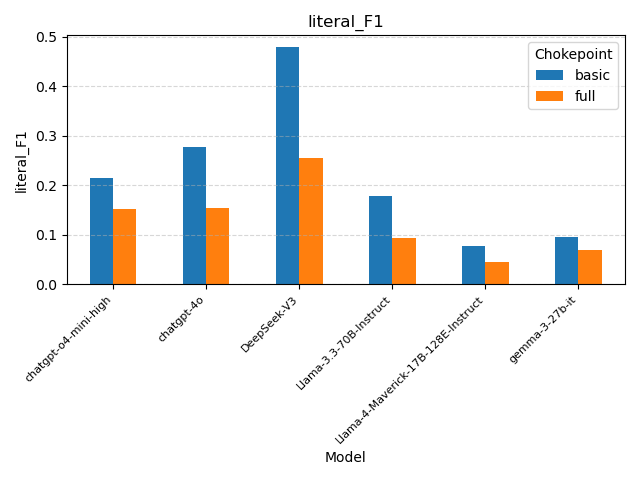 literal_F1
literal_F1
0.5
0.4
0.3
0.2
0.1
0.0
Chokepoint
basic
full
chatgpt-o4-mini-high
chatgpt-4o
DeepSeek-V3
Llama-3.3-70B-Instruct
Llama-4-Maverick-17B-128E-Instruct
gemma-3-27b-it
Model